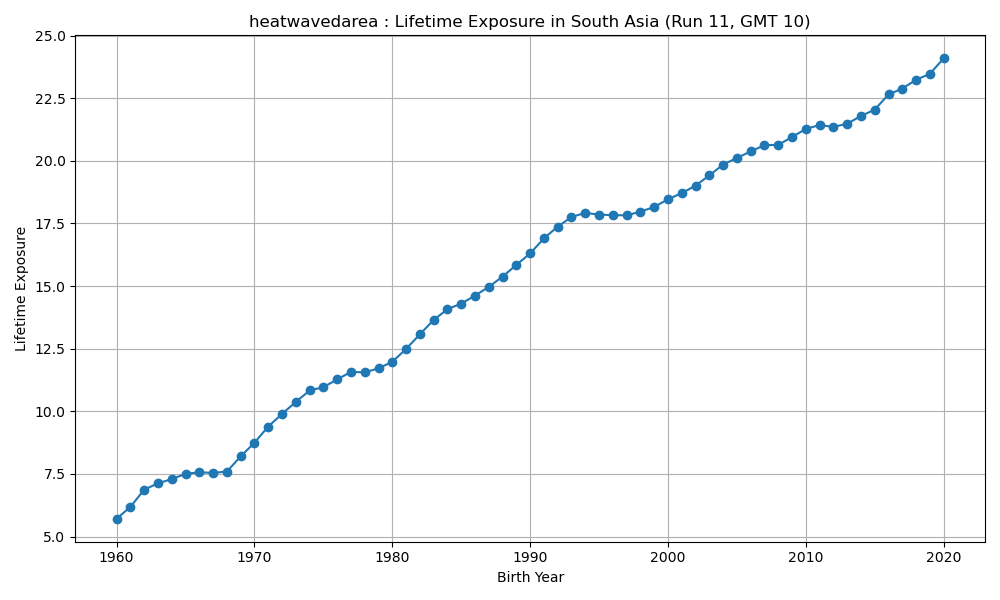 heatwavedarea : Lifetime Exposure in South Asia (Run 11, GMT 10)
Lifetime Exposure
25.0
22.5
20.0
17.5
15.0
12.5
10.0
7.5
5.0
1960 1970 1980 1990 2000 2010 2020
Birth Year